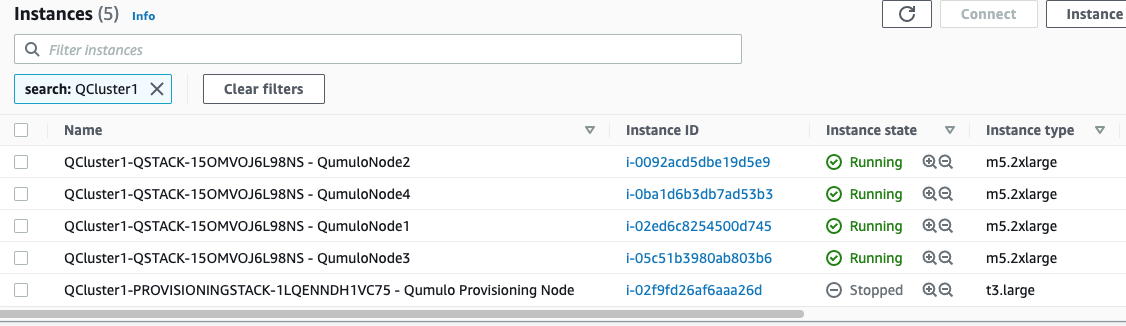 Instances (5) Info Connect Instance
Filter instances
search: QCluster1 Clear filters
Name Instance ID Instance state Instance type
QCluster1-QSTACK-15OMVOJ6L98NS - QumuloNode2 i-0092acd5dbe19d5e9 Running m5.2xlarge
QCluster1-QSTACK-15OMVOJ6L98NS - QumuloNode4 i-0ba1d6b3db7ad53b3 Running m5.2xlarge
QCluster1-QSTACK-15OMVOJ6L98NS - QumuloNode1 i-02ed6c8254500d745 Running m5.2xlarge
QCluster1-QSTACK-15OMVOJ6L98NS - QumuloNode3 i-05c51b3980ab803b6 Running m5.2xlarge
QCluster1-PROVISIONINGSTACK-1LQENNDH1VC75 - Qumulo Provisioning Node i-02f9fd26af6aaa26d Stopped t3.large